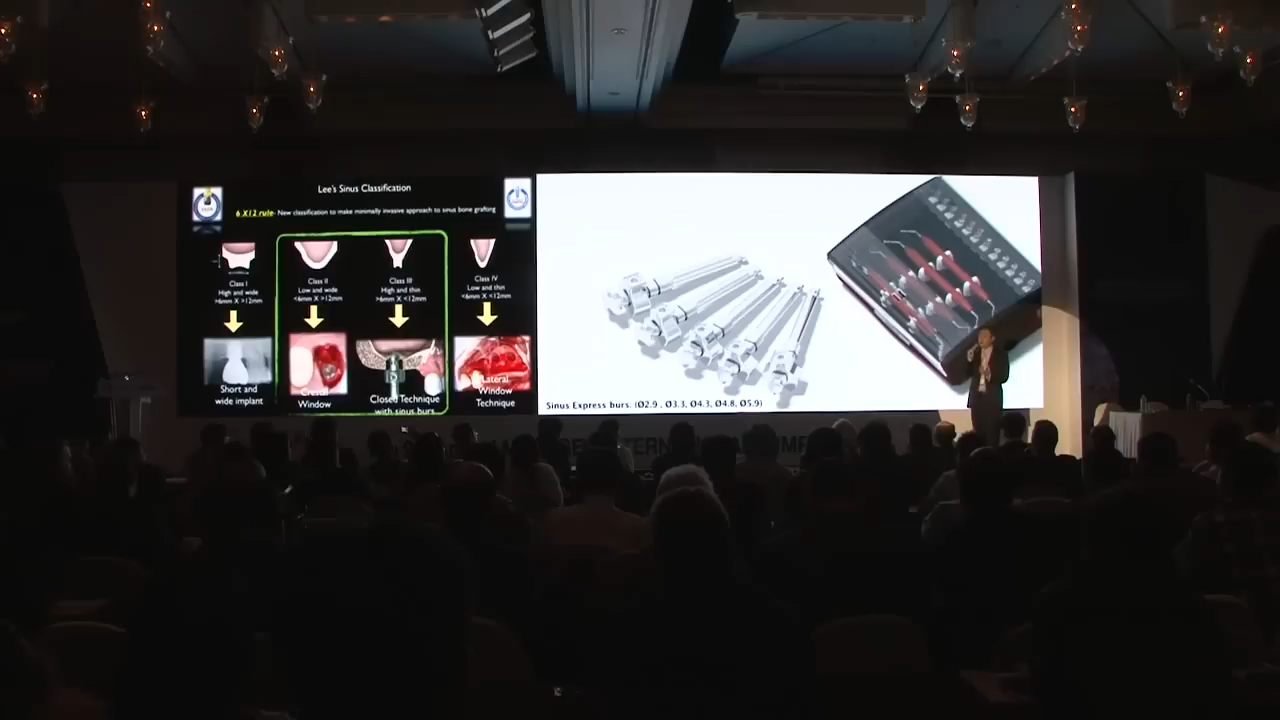 Lee's Sinus Classification
6 X12 rule- New classification to make minimally invasive approach to sinus bone grafting
Class I
High and wide
>6mm X >12mm
Short and
wide implant
Class II
Low and wide
<6mm X >12mm
Crestal
Window
Class III
High and thin
>6mm X <12mm
Closed Technique
with sinus burs
Class IV
Low and thin
<6mm X <12mm
Lateral
Window
Technique
Sinus Express burs. (Ø2.9 , Ø3.3, Ø4.3, Ø4.8, Ø5.9)